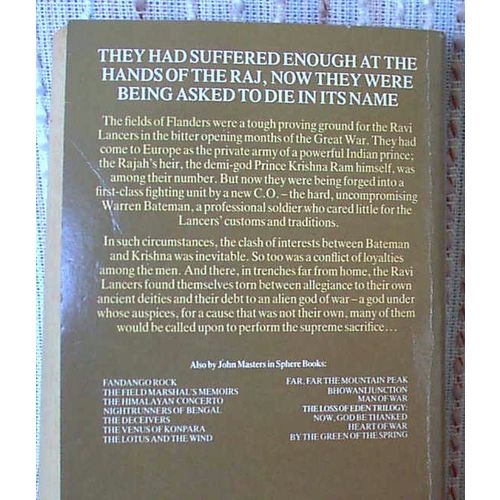 THEY HAD SUFFERED ENOUGH AT THE
HANDS OF THE RAJ, NOW THEY WERE
BEING ASKED TO DIE IN ITS NAME
The fields of Flanders were a tough proving ground for the Ravi
Lancers in the bitter opening months of the Great War. They had
come to Europe as the private army of a powerful Indian prince;
the Rajah's heir, the demi-god Prince Krishna Ram himself, was
among their number. But now they were being forged into a
first-class fighting unit by a new C.O. – the hard, uncompromising
Warren Bateman, a professional soldier who cared little for the
Lancers' customs and traditions.
In such circumstances, the clash of interests between Bateman
and Krishna was inevitable. So too was a conflict of loyalties
among the men. And there, in trenches far from home, the Ravi
Lancers found themselves torn between allegiance to their own
ancient deities and their debt to an alien god of war – a god under
whose auspices, for a cause that was not their own, many of them
would be called upon to perform the supreme sacrifice...
Also by John Masters in Sphere Books:
FANDANGO ROCK
THE FIELD MARSHAL'S MEMOIRS
THE HIMALAYAN CONCERTO
NIGHTRUNNERS OF BENGAL
THE DECEIVERS
THE VENUS OF KONPARA
THE LOTUS AND THE WIND
FAR, FAR THE MOUNTAIN PEAK
BHOWANI JUNCTION
MAN OF WAR
THE LOSS OF EDEN TRILOGY:
NOW, GOD BE THANKED
HEART OF WAR
BY THE GREEN OF THE SPRING